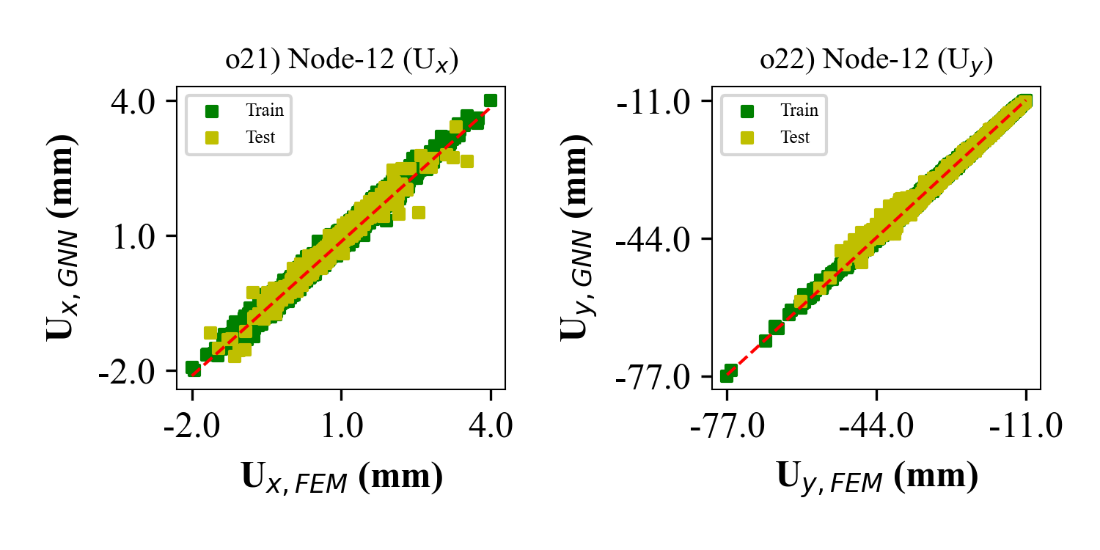 o21) Node-12 (Ux)
4.0
1.0
-2.0
Train
Test
Ux, GNN (mm)
-2.0 1.0 4.0
Ux, FEM (mm)
o22) Node-12 (Uy)
-11.0
-44.0
-77.0
Train
Test
Uy, GNN (mm)
-77.0 -44.0 -11.0
Uy, FEM (mm)